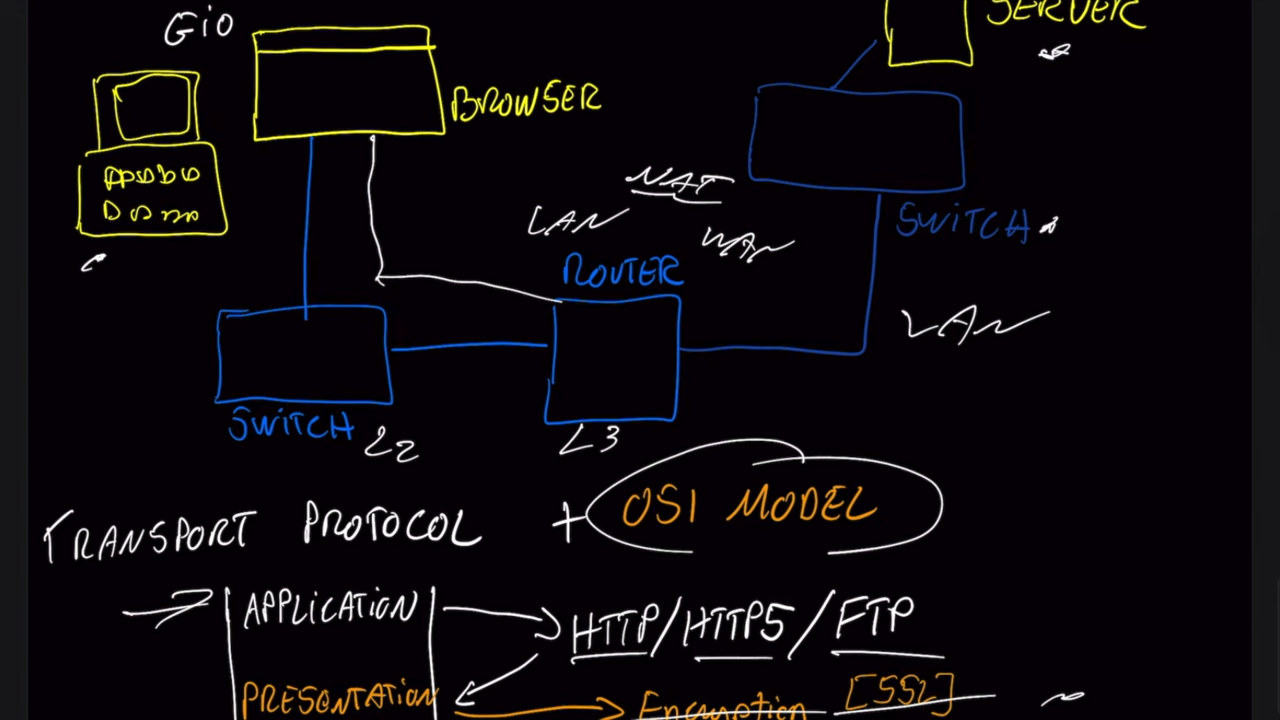 SERVER
Gio
BROWSER
NAT
LAN
WAN
SWITCH
ROUTER
LAN
SWITCH L2
L3
TRANSPORT PROTOCOL + OSI MODEL
APPLICATION HTTP/HTTPS/FTP
PRESENTATION Encryption [SSL]